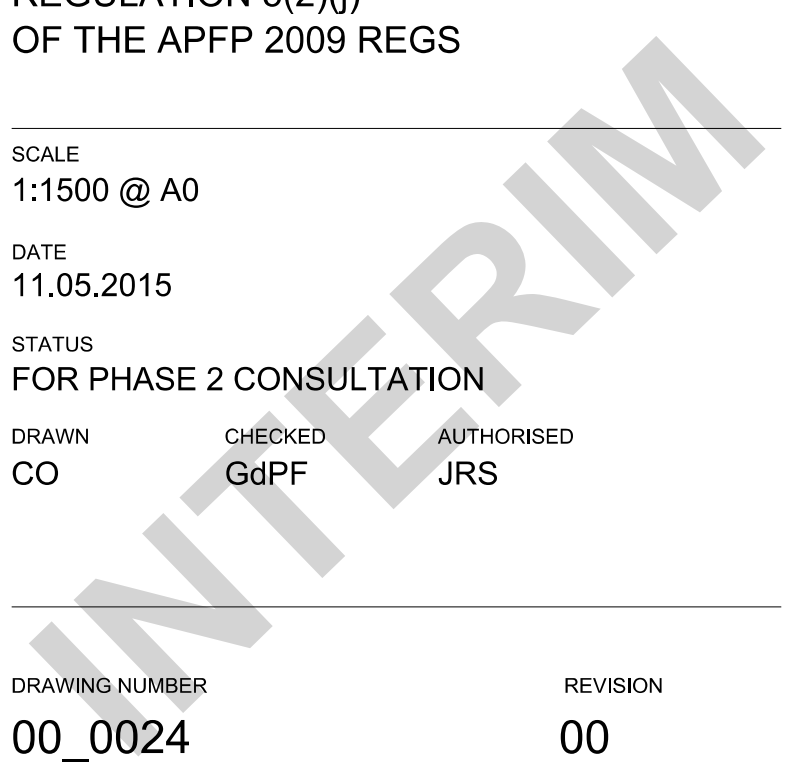 OF THE APFP 2009 REGS
SCALE
1:1500 @ A0
DATE
11.05.2015
STATUS
FOR PHASE 2 CONSULTATION
DRAWN CHECKED AUTHORISED
CO GdPF JRS
INTERIM
DRAWING NUMBER REVISION
00_0024 00